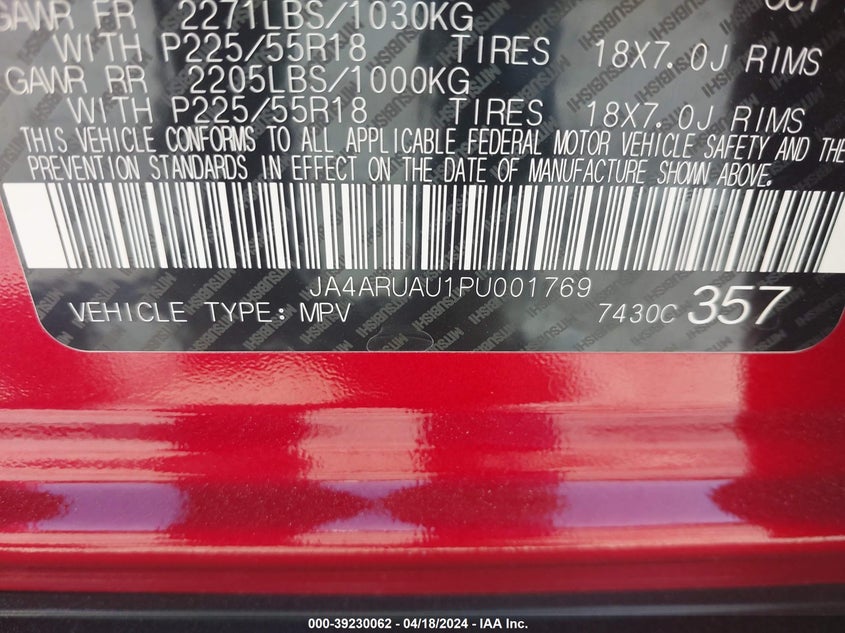 GAWR FR 2271LBS/1030KG
WITH P225/55R18 TIRES 18X7.0J RIMS
GAWR RR 2205LBS/1000KG
WITH P225/55R18 TIRES 18X7.0J RIMS
THIS VEHICLE CONFORMS TO ALL APPLICABLE FEDERAL MOTOR VEHICLE SAFETY AND THE
PREVENTION STANDARDS IN EFFECT ON THE DATE OF MANUFACTURE SHOWN ABOVE.
JA4ARUAU1PU001769
VEHICLE TYPE: MPV 7430C 357
MITSUBISHI
000-39230062 - 04/18/2024 - IAA Inc.